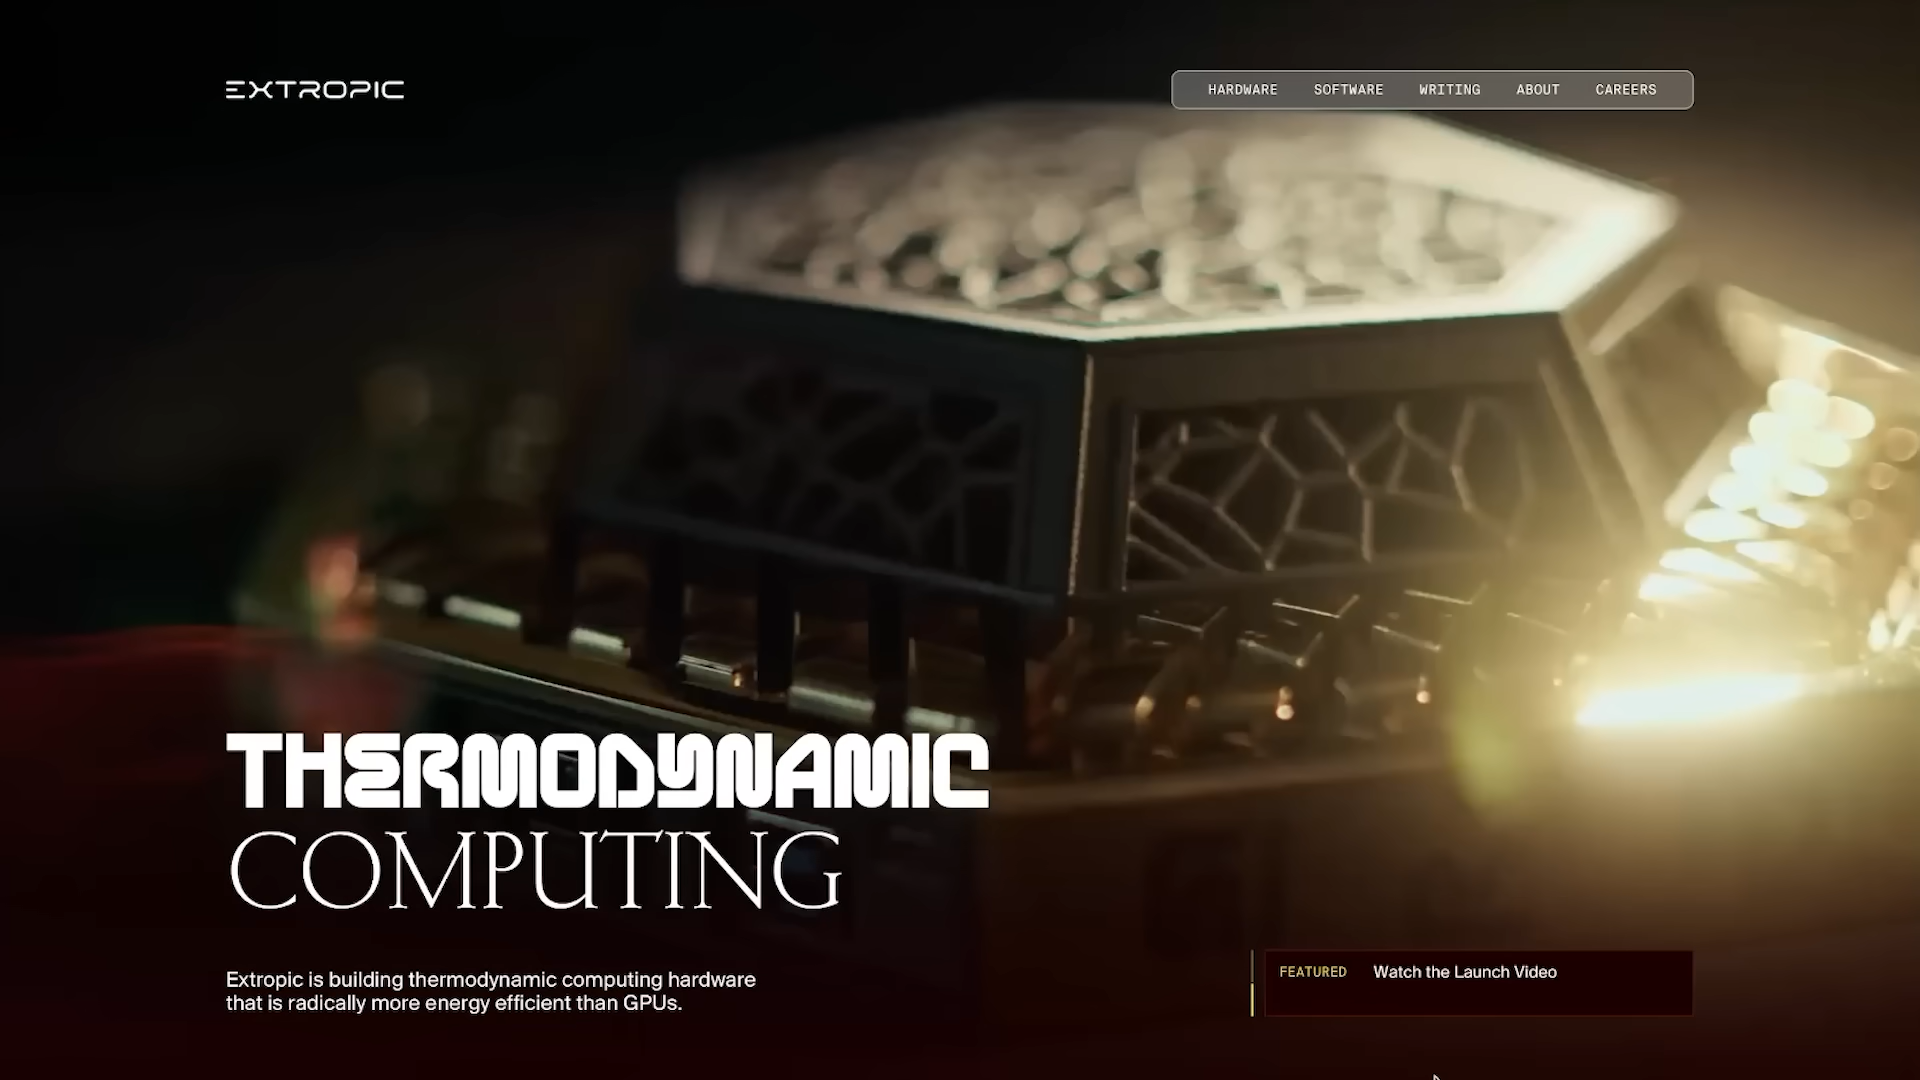 EXTROPIC
HARDWARE SOFTWARE WRITING ABOUT CAREERS
THERMODYNAMIC
COMPUTING
Extropic is building thermodynamic computing hardware
that is radically more energy efficient than GPUs.
FEATURED Watch the Launch Video